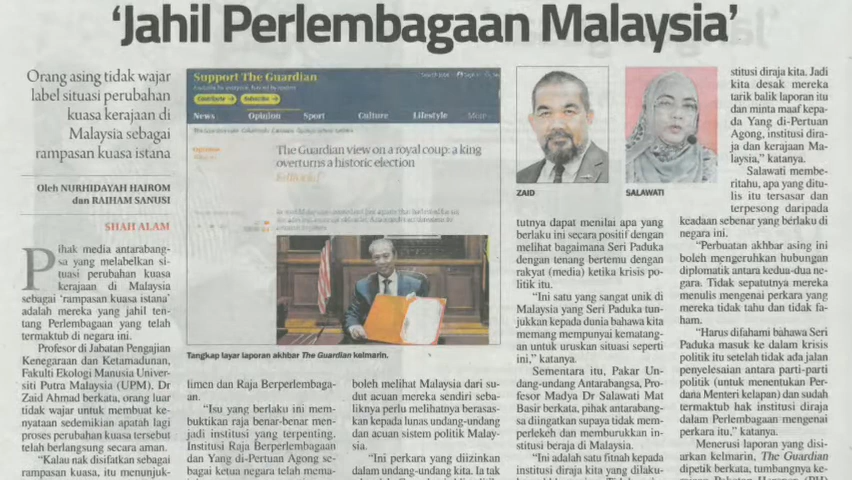 'Jahil Perlembagaan Malaysia'
Orang asing tidak wajar
label situasi perubahan
kuasa kerajaan di
Malaysia sebagai
rampasan kuasa istana
Oleh NURHIDAYAH HAIROM
dan RAIHAM SANUSI
SHAH ALAM
Pihak media antarabang-
sa yang melabelkan si-
tuasi perubahan kuasa
kerajaan di Malaysia
sebagai 'rampasan kuasa istana'
adalah mereka yang jahil ten-
tang Perlembagaan yang telah
termaktub di negara ini.
Profesor di Jabatan Pengajian
Kenegaraan dan Ketamadunan,
Fakulti Ekologi Manusia Univer-
siti Putra Malaysia (UPM), Dr
Zaid Ahmad berkata, orang luar
tidak wajar untuk membuat ke-
nyataan sedemikian apatah lagi
proses perubahan kuasa tersebut
telah berlangsung secara aman.
"Kalau nak disifatkan sebagai
rampasan kuasa, itu menunjuk-
Support The Guardian
Contribute
Subscribe
News Opinion Sport Culture Lifestyle More
The Guardian view on a royal coup: a king
overturns a historic election
Editorial
Tangkap layar laporan akhbar The Guardian kelmarin.
limen dan Raja Berperlembaga-
an.
"Isu yang berlaku ini mem-
buktikan raja benar-benar men-
jadi institusi yang terpenting.
Institusi Raja Berperlembagaan
dan Yang di-Pertuan Agong se-
bagai ketua negara telah mema-
boleh melihat Malaysia dari su-
dut acuan mereka sendiri seba-
liknya perlu melihatnya berasas-
kan kepada lunas undang-undang
dan acuan sistem politik Malay-
sia.
"Ini perkara yang diizinkan
dalam undang-undang kita. Ia tak
ZAID
SALAWATI
tutnya dapat menilai apa yang
berlaku ini secara positif dengan
melihat bagaimana Seri Paduka
dengan tenang bertemu dengan
rakyat (media) ketika krisis po-
litik itu.
"Ini satu yang sangat unik di
Malaysia yang Seri Paduka tun-
jukkan kepada dunia bahawa kita
memang mempunyai kematang-
an untuk uruskan situasi seperti
ini," katanya.
Sementara itu, Pakar Un-
dang-undang Antarabangsa, Pro-
fesor Madya Dr Salawati Mat
Basir berkata, pihak antarabang-
sa diingatkan supaya tidak mem-
perlekeh dan memburukkan in-
stitusi beraja di Malaysia.
"Ini adalah satu fitnah kepada
institusi diraja kita yang dilaku-
stitusi diraja kita. Jadi
kita desak mereka
tarik balik laporan itu
dan minta maaf kepa-
da Yang di-Pertuan
Agong, institusi dira-
ja dan kerajaan Ma-
laysia," katanya.
Salawati membe-
ritahu, apa yang ditu-
lis itu tersasar dan
terpesong daripada
keadaan sebenar yang berlaku di
negara ini.
"Perbuatan akhbar asing ini
boleh mengeruhkan hubungan
diplomatik antara kedua-dua ne-
gara. Tidak sepatutnya mereka
menulis mengenai perkara yang
mereka tidak tahu dan tidak fa-
ham.
"Harus difahami bahawa Seri
Paduka masuk ke dalam krisis
politik itu setelah tidak ada jalan
penyelesaian antara parti-parti
politik (untuk menentukan Per-
dana Menteri kelapan) dan sudah
termaktub hak institusi diraja
dalam Perlembagaan mengenai
perkara itu," katanya.
Menerusi laporan yang disi-
arkan kelmarin, The Guardian
dipetik berkata, tumbangnya ke-